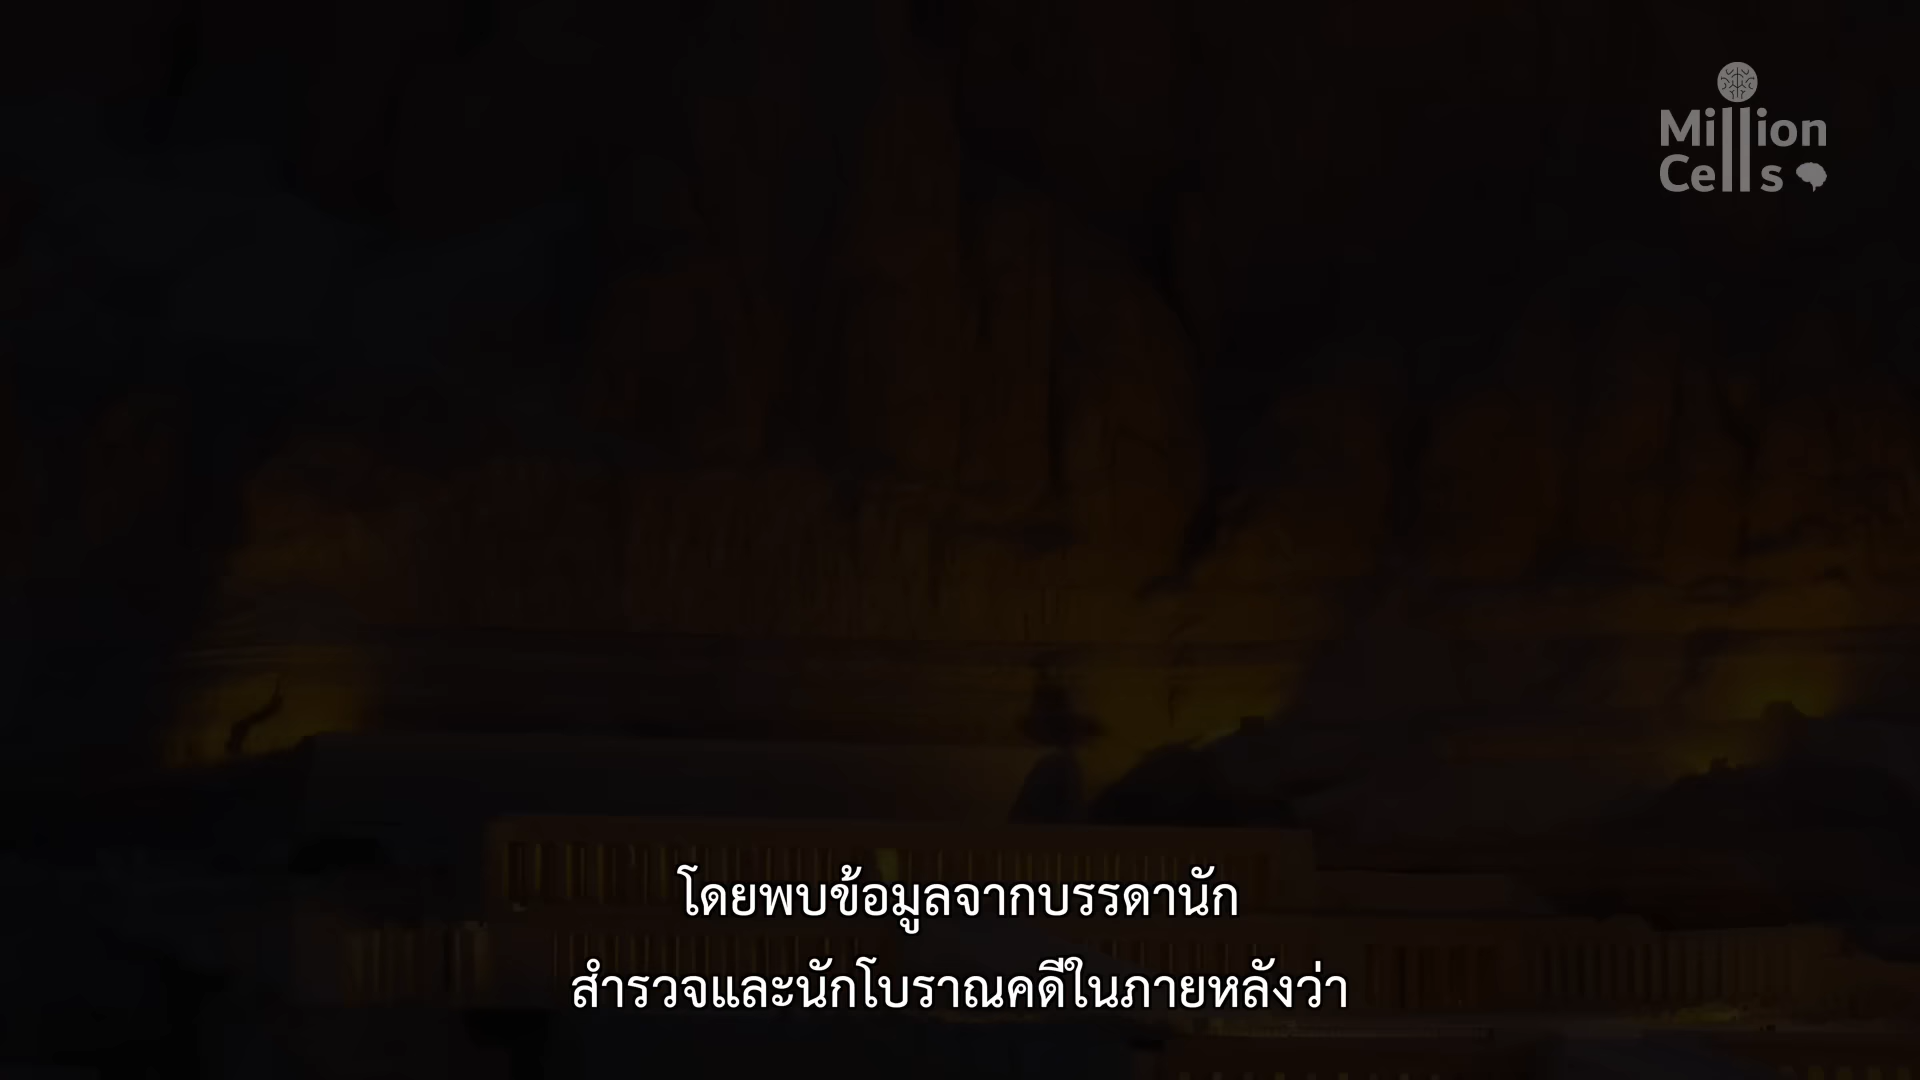 Million
Cells
โดยพบข้อมูลจากบรรดานัก
สำรวจและนักโบราณคดีในภายหลังว่า